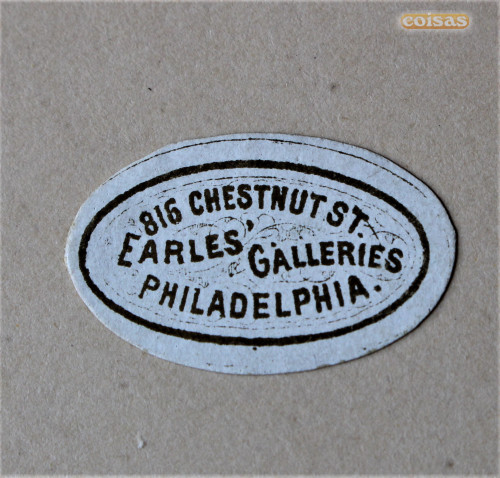 coisas
816 CHESTNUT ST.
EARLES' GALLERIES
PHILADELPHIA.